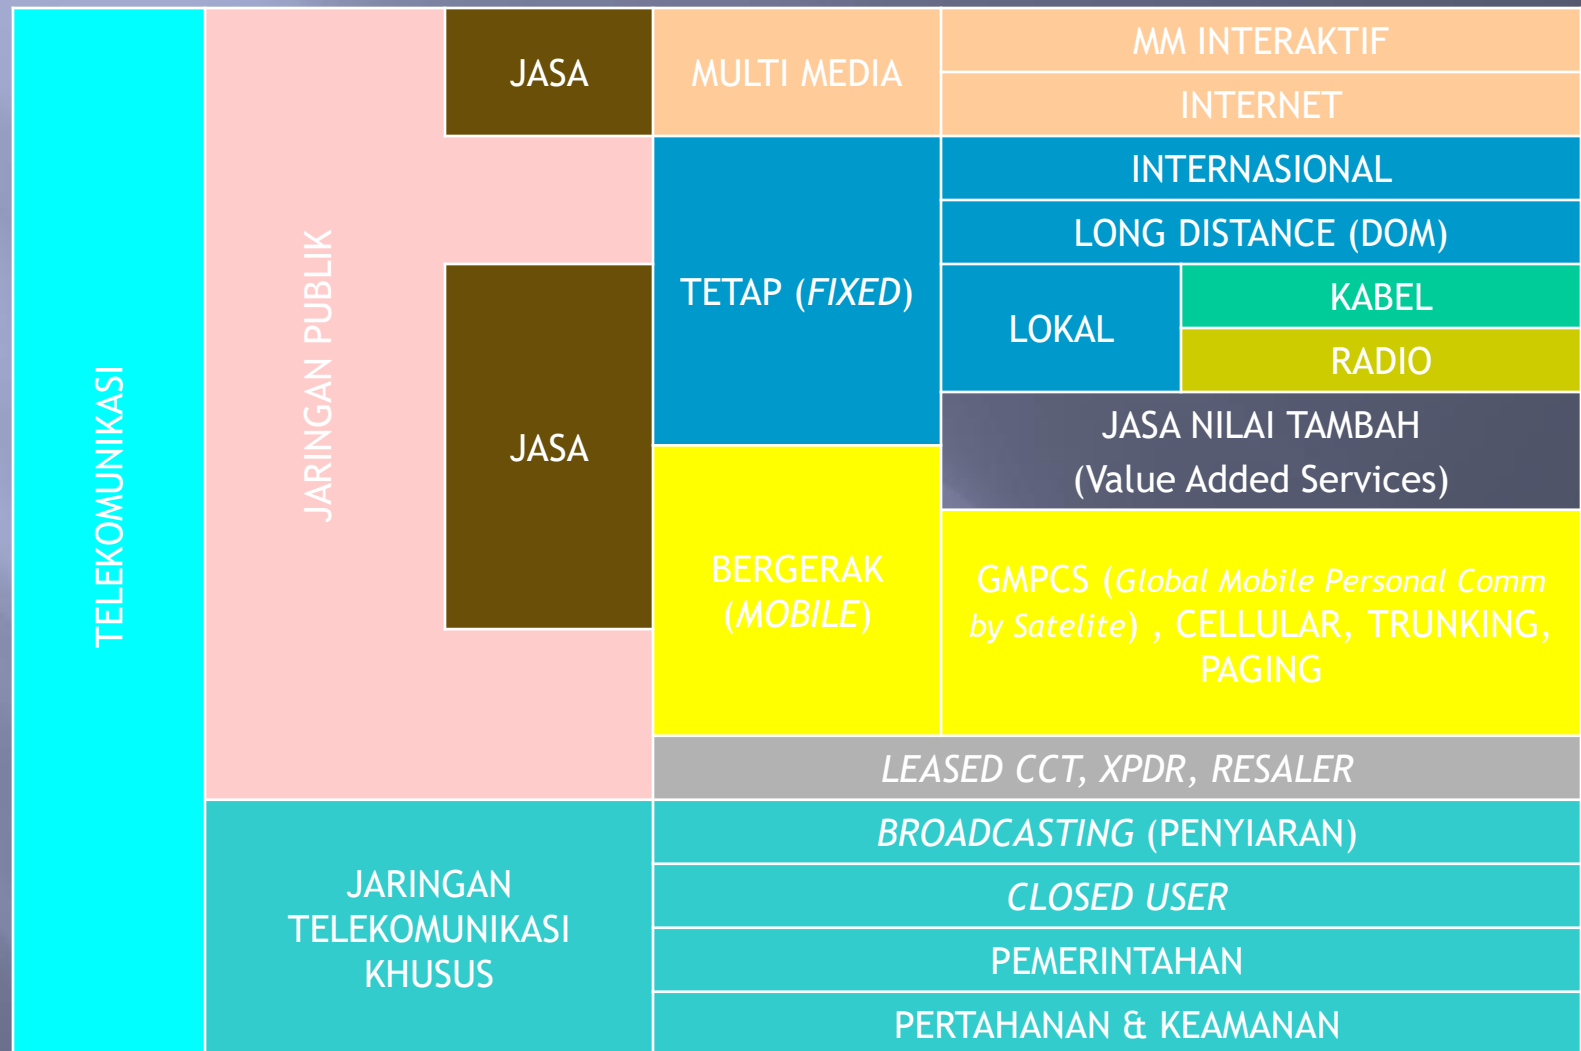 TELEKOMUNIKASI
JARINGAN PUBLIK
JASA
MULTI MEDIA
MM INTERAKTIF
INTERNET
TETAP (FIXED)
INTERNASIONAL
LONG DISTANCE (DOM)
JASA
LOKAL
KABEL
RADIO
JASA NILAI TAMBAH
(Value Added Services)
BERGERAK
(MOBILE)
GMPCS (Global Mobile Personal Comm
by Satelite) , CELLULAR, TRUNKING,
PAGING
LEASED CCT, XPDR, RESALER
JARINGAN
TELEKOMUNIKASI
KHUSUS
BROADCASTING (PENYIARAN)
CLOSED USER
PEMERINTAHAN
PERTAHANAN & KEAMANAN